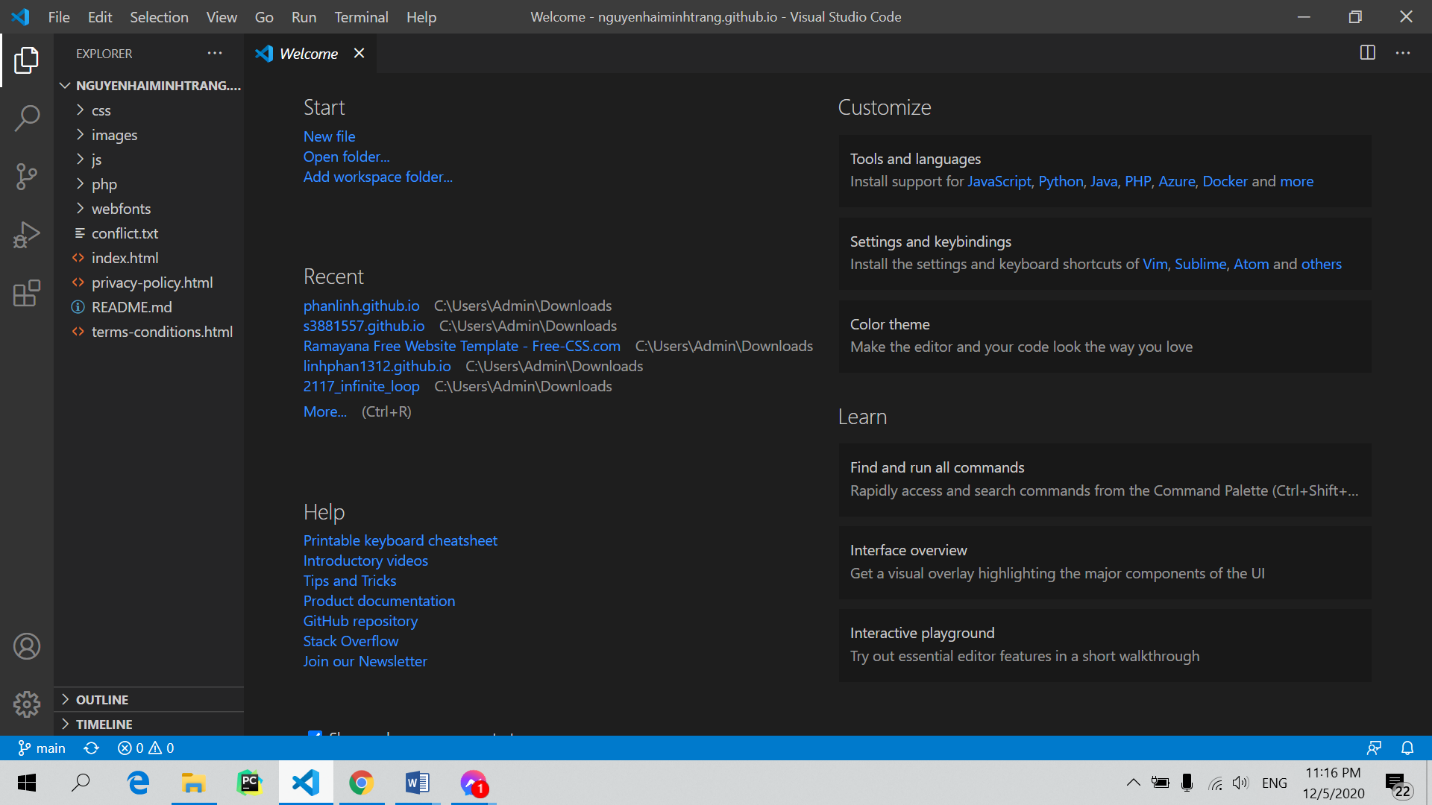 File Edit Selection View Go Run Terminal Help
Welcome - nguyenhaiminhtrang.github.io - Visual Studio Code
EXPLORER
NGUYENHAIMINHTRANG....
css
images
js
php
webfonts
conflict.txt
index.html
privacy-policy.html
README.md
terms-conditions.html
OUTLINE
TIMELINE
Welcome
Start
New file
Open folder...
Add workspace folder...
Recent
phanlinh.github.io C:\Users\Admin\Downloads
s3881557.github.io C:\Users\Admin\Downloads
Ramayana Free Website Template - Free-CSS.com C:\Users\Admin\Downloads
linhphan1312.github.io C:\Users\Admin\Downloads
2117_infinite_loop C:\Users\Admin\Downloads
More... (Ctrl+R)
Help
Printable keyboard cheatsheet
Introductory videos
Tips and Tricks
Product documentation
GitHub repository
Stack Overflow
Join our Newsletter
Customize
Tools and languages
Install support for JavaScript, Python, Java, PHP, Azure, Docker and more
Settings and keybindings
Install the settings and keyboard shortcuts of Vim, Sublime, Atom and others
Color theme
Make the editor and your code look the way you love
Learn
Find and run all commands
Rapidly access and search commands from the Command Palette (Ctrl+Shift+...
Interface overview
Get a visual overlay highlighting the major components of the UI
Interactive playground
Try out essential editor features in a short walkthrough
main 0 0
PC
W
1
ENG
11:16 PM
12/5/2020
22